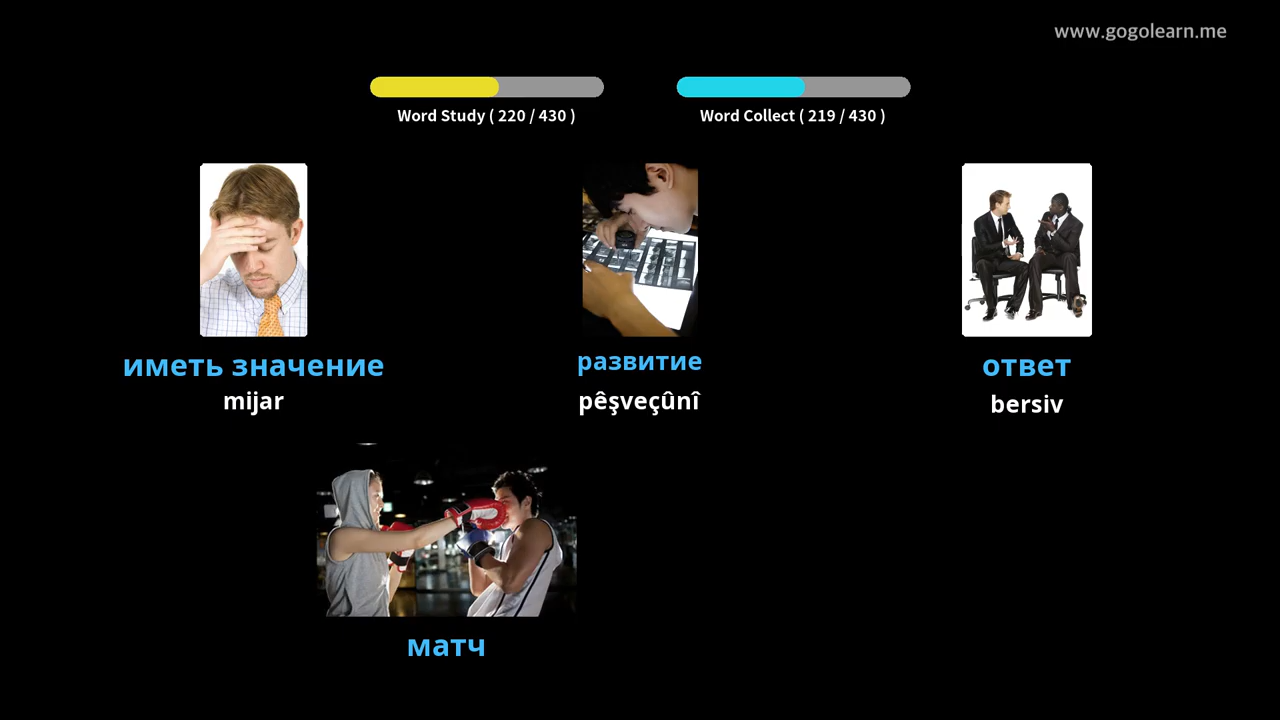 www.gogolearn.me
Word Study ( 220 / 430 )
Word Collect ( 219 / 430 )
иметь значение
mijar
развитие
pêşveçûnî
ответ
bersiv
матч